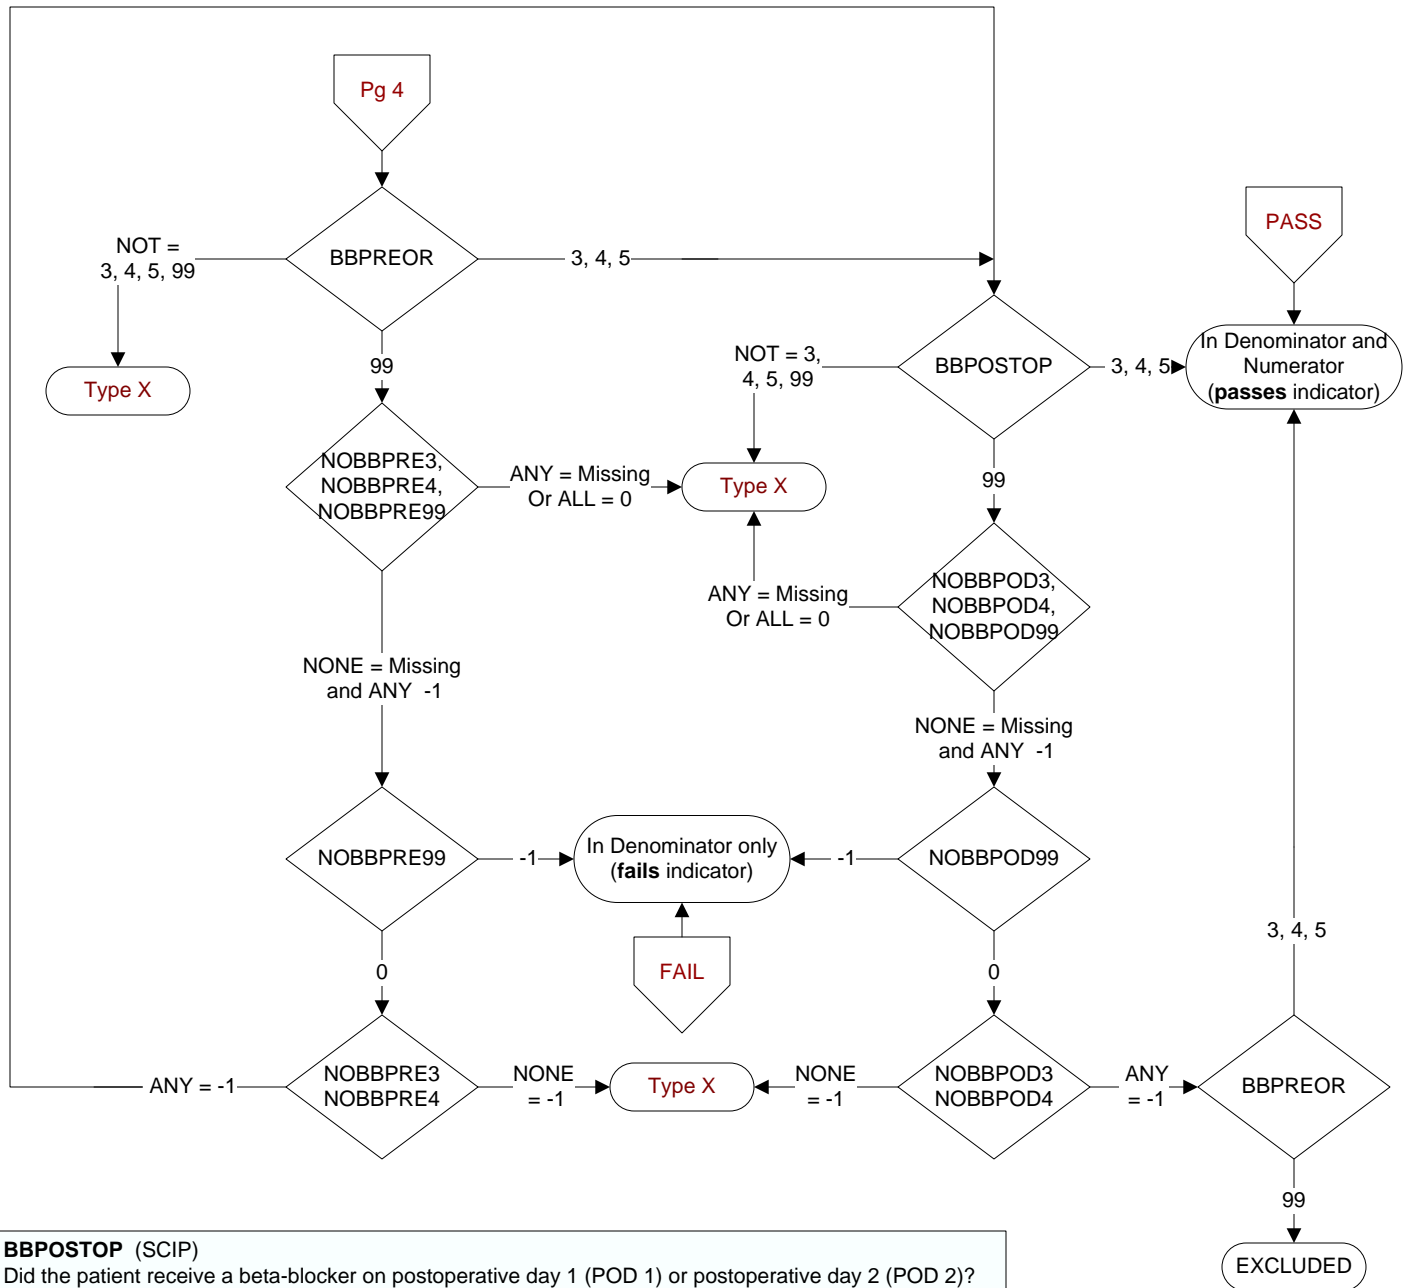 Pg 4
PASS
NOT =
3, 4, 5, 99
BBPREOR
3, 4, 5
In Denominator and
Numerator
(passes indicator)
NOT = 3,
4, 5, 99
BBPOSTOP
3, 4, 5
99
Type X
NOBBPRE3,
NOBBPRE4,
NOBBPRE99
ANY = Missing
Or ALL = 0
Type X
99
ANY = Missing
Or ALL = 0
NOBBPOD3,
NOBBPOD4,
NOBBPOD99
NONE = Missing
and ANY -1
NONE = Missing
and ANY -1
NOBBPRE99
-1
In Denominator only
(fails indicator)
-1
NOBBPOD99
3, 4, 5
0
FAIL
0
ANY = -1
NOBBPRE3
NOBBPRE4
NONE
= -1
Type X
NONE
= -1
NOBBPOD3
NOBBPOD4
ANY
= -1
BBPREOR
99
EXCLUDED
BBPOSTOP (SCIP)
Did the patient receive a beta-blocker on postoperative day 1 (POD 1) or postoperative day 2 (POD 2)?